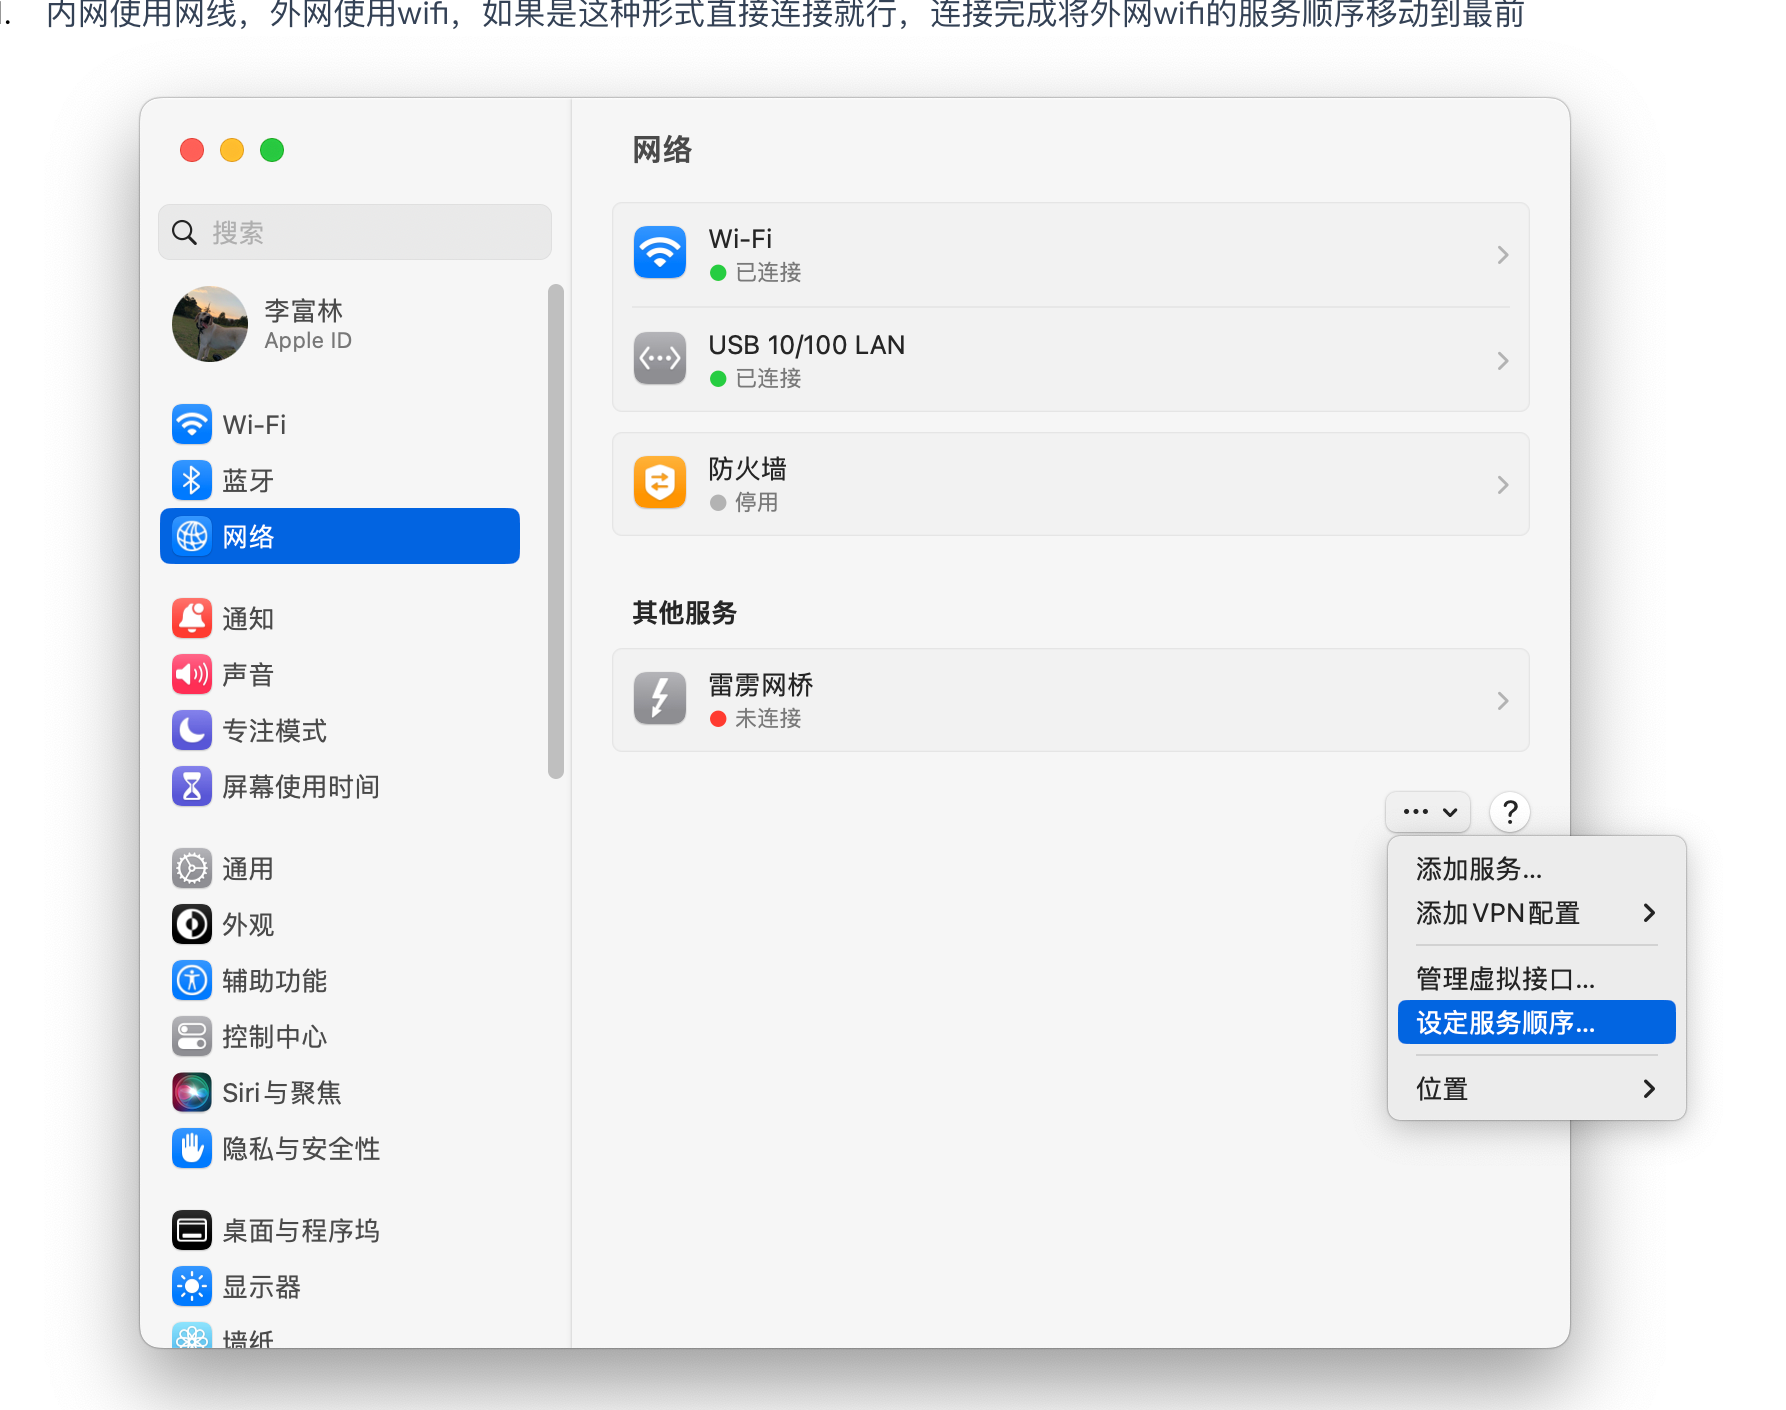 内网使用网线，外网使用wifi，如果是这种形式直接连接就行，连接完成将外网wifi的服务顺序移动到最前
网络
搜索
李富林
Apple ID
Wi-Fi
蓝牙
网络
通知
声音
专注模式
屏幕使用时间
通用
外观
辅助功能
控制中心
Siri与聚焦
隐私与安全性
桌面与程序坞
显示器
墙纸
Wi-Fi
已连接
USB 10/100 LAN
已连接
防火墙
停用
其他服务
雷雳网桥
未连接
?
添加服务...
添加VPN配置
管理虚拟接口...
设定服务顺序...
位置